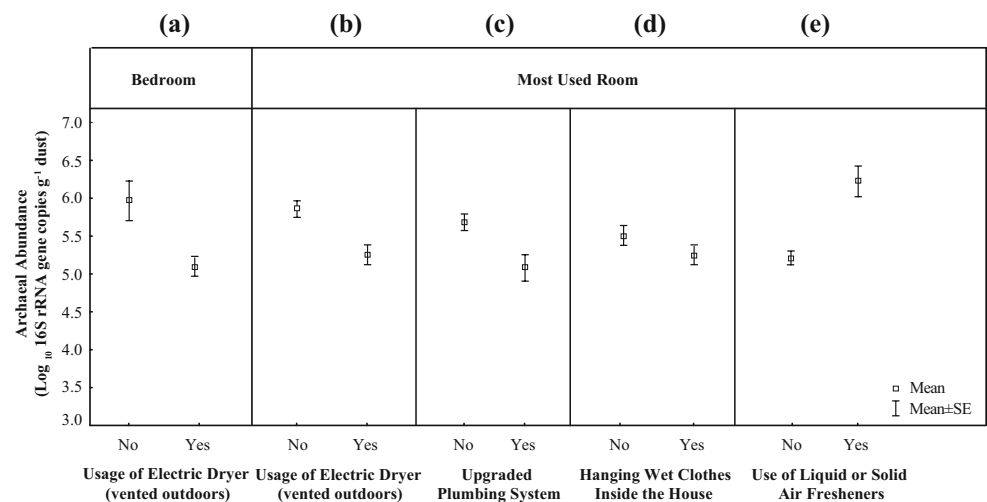 (a) (b) (c) (d) (e)
Bedroom Most Used Room
Archaeal Abundance
(Log 10 16S rRNA gene copies g-1 dust)
7.0
6.5
6.0
5.5
5.0
4.5
4.0
3.5
3.0
Mean
Mean±SE
No Yes No Yes No Yes No Yes No Yes
Usage of Electric Dryer Usage of Electric Dryer Upgraded Hanging Wet Clothes Use of Liquid or Solid
(vented outdoors) (vented outdoors) Plumbing System Inside the House Air Fresheners